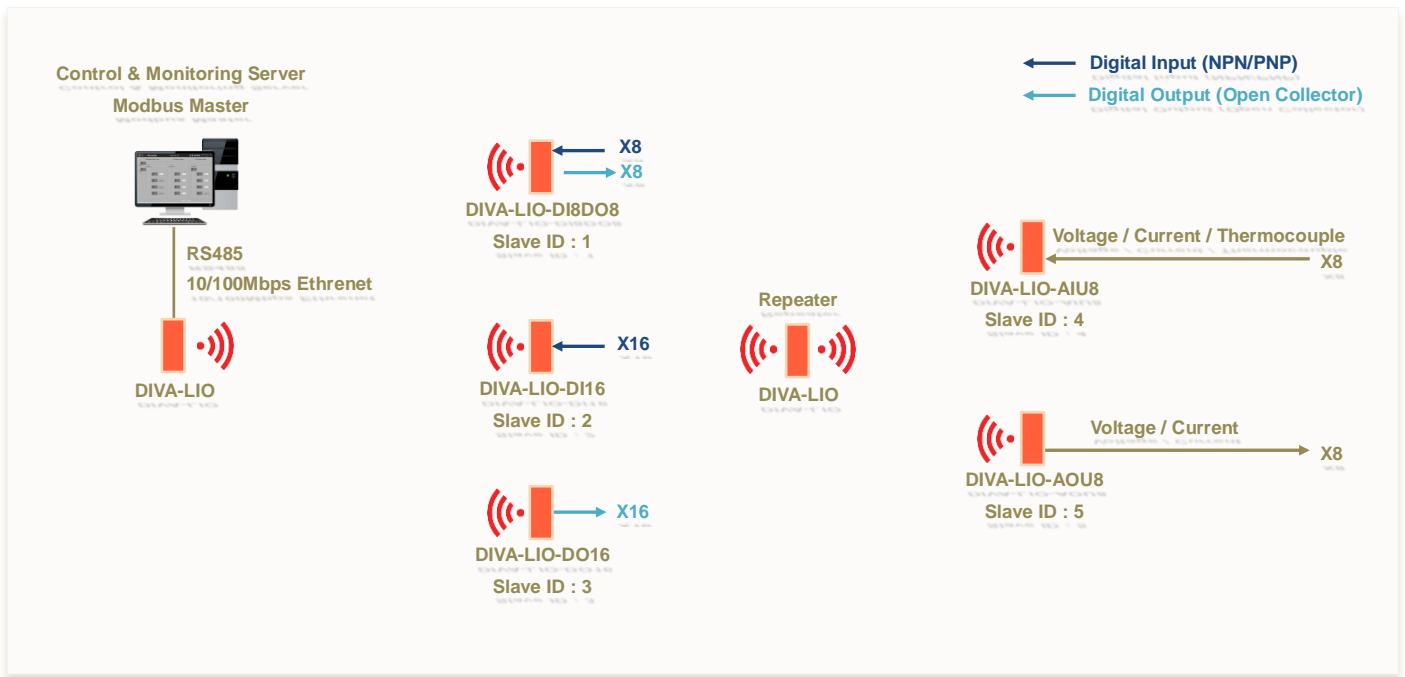 Control & Monitoring Server
Modbus Master
RS485
10/100Mbps Ethrenet
DIVA-LIO
X8
X8
DIVA-LIO-DI8DO8
Slave ID : 1
X16
DIVA-LIO-DI16
Slave ID : 2
X16
DIVA-LIO-DO16
Slave ID : 3
Repeater
DIVA-LIO
Digital Input (NPN/PNP)
Digital Output (Open Collector)
Voltage / Current / Thermocouple
X8
DIVA-LIO-AIU8
Slave ID : 4
Voltage / Current
X8
DIVA-LIO-AOU8
Slave ID : 5